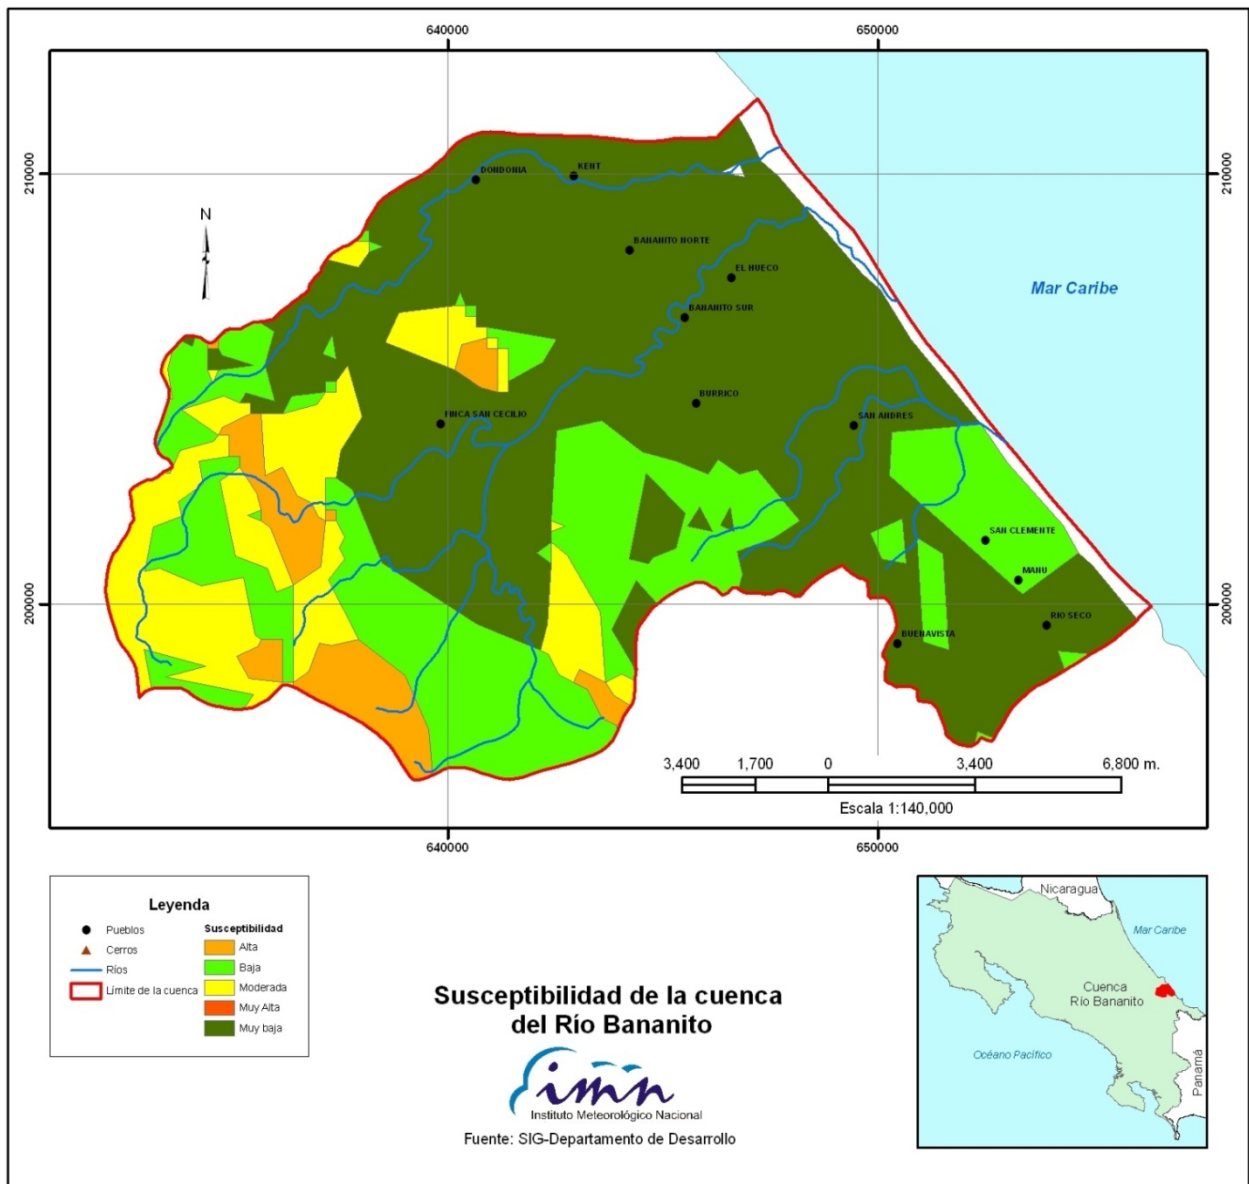 640000
650000
210000
210000
N
DONDONIA
KENT
BANANITO NORTE
EL HUECO
BANANITO SUR
Mar Caribe
BURRICO
FINCA SAN CECILIO
SAN ANDRES
SAN CLEMENTE
MANU
200000
200000
RIO SECO
BUENAVISTA
3,400 1,700 0 3,400 6,800 m.
Escala 1:140,000
640000
650000
Leyenda
Pueblos
Cerros
Ríos
Límite de la cuenca
Susceptibilidad
Alta
Baja
Moderada
Muy Alta
Muy baja
Susceptibilidad de la cuenca
del Río Bananito
imn
Instituto Meteorológico Nacional
Fuente: SIG-Departamento de Desarrollo
Nicaragua
Mar Caribe
Cuenca
Río Bananito
Océano Pacífico
Panamá